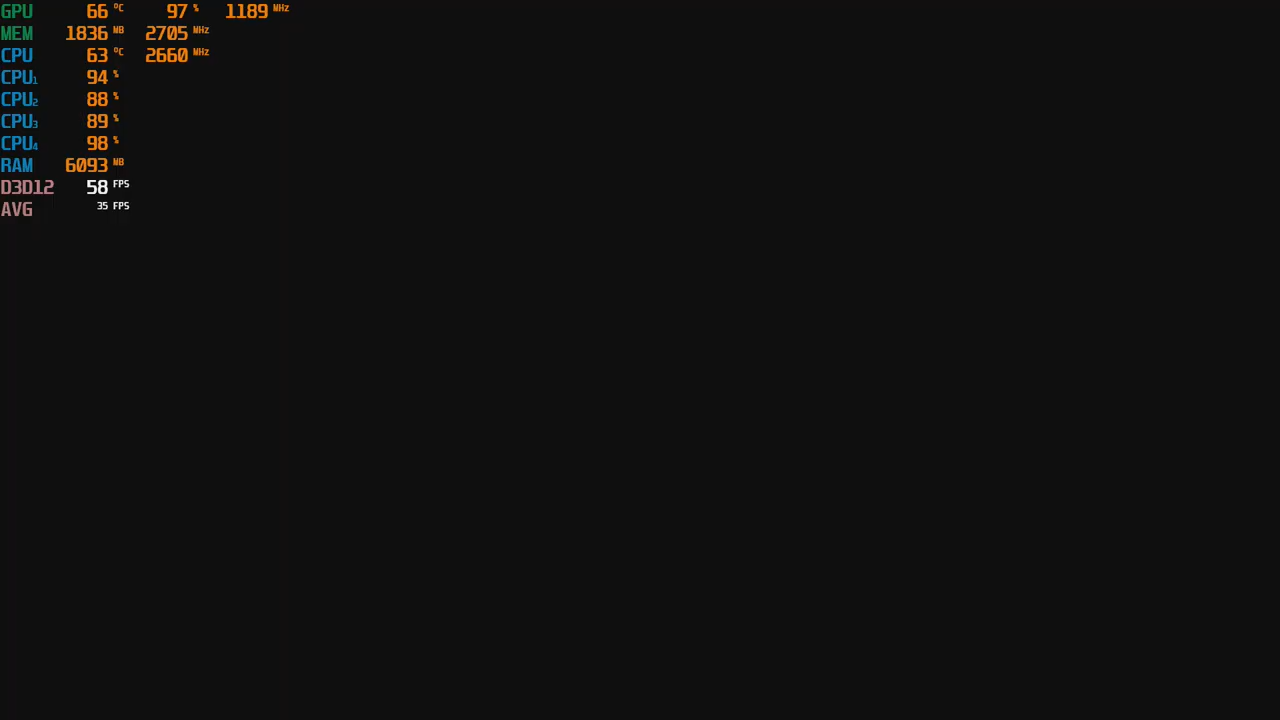 GPU 66 °C 97 % 1189 MHz
MEM 1836 MB 2705 MHz
CPU 63 °C 2660 MHz
CPU1 94 %
CPU2 88 %
CPU3 89 %
CPU4 98 %
RAM 6093 MB
D3D12 58 FPS
AVG 35 FPS